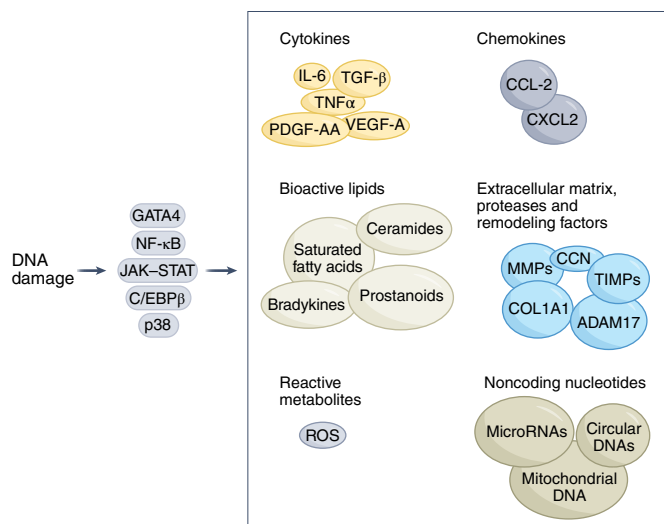 DNA
damage
GATA4
NF-κB
JAK–STAT
C/EBPβ
p38
Cytokines
IL-6
TGF-β
TNFα
PDGF-AA
VEGF-A
Chemokines
CCL-2
CXCL2
Bioactive lipids
Ceramides
Saturated
fatty acids
Bradykines
Prostanoids
Extracellular matrix,
proteases and
remodeling factors
MMPs
CCN
TIMPs
COL1A1
ADAM17
Reactive
metabolites
ROS
Noncoding nucleotides
MicroRNAs
Circular
DNAs
Mitochondrial
DNA